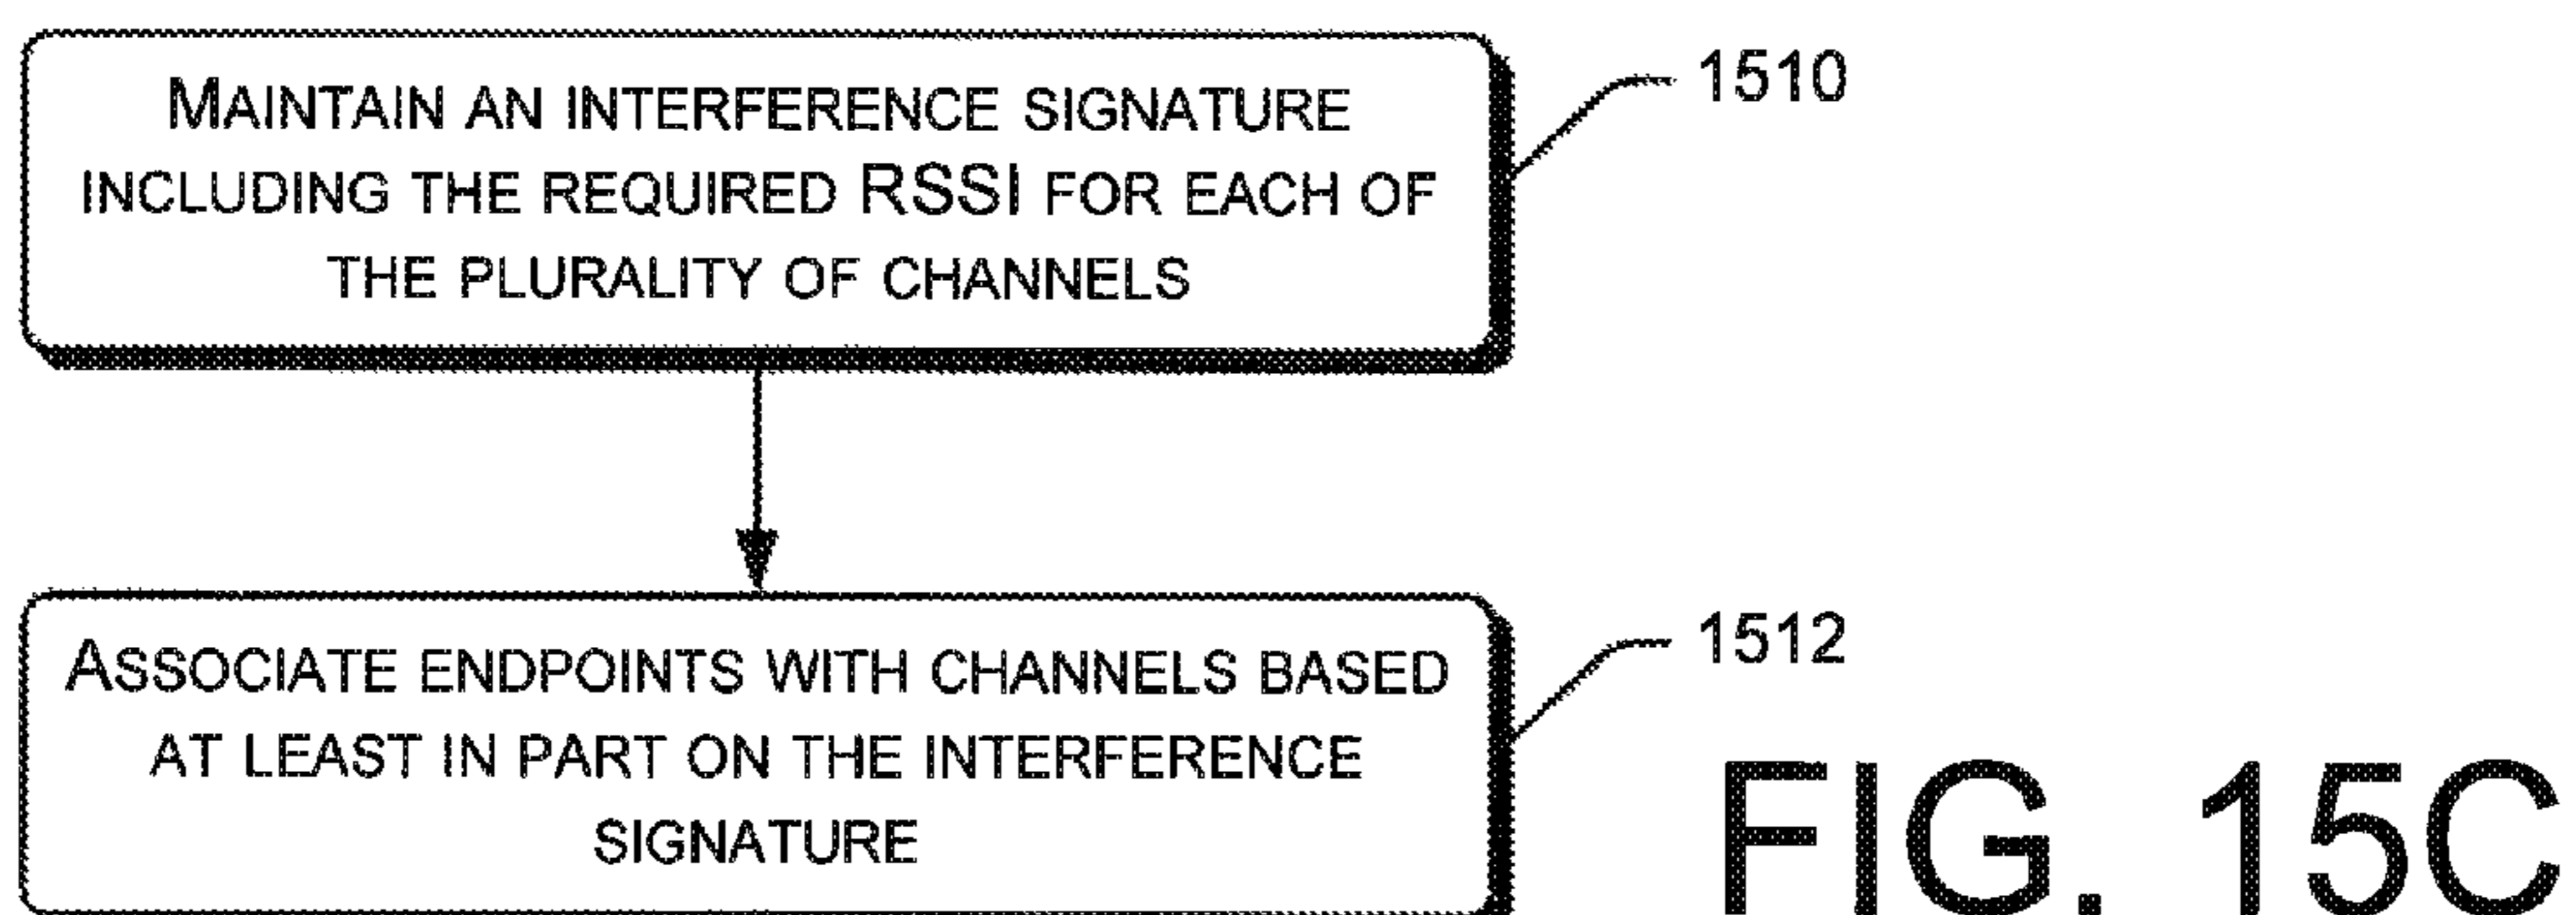 MAINTAIN AN INTERFERENCE SIGNATURE
INCLUDING THE REQUIRED RSSI FOR EACH OF
THE PLURALITY OF CHANNELS
1510
ASSOCIATE ENDPOINTS WITH CHANNELS BASED
AT LEAST IN PART ON THE INTERFERENCE
SIGNATURE
1512
FIG. 15C